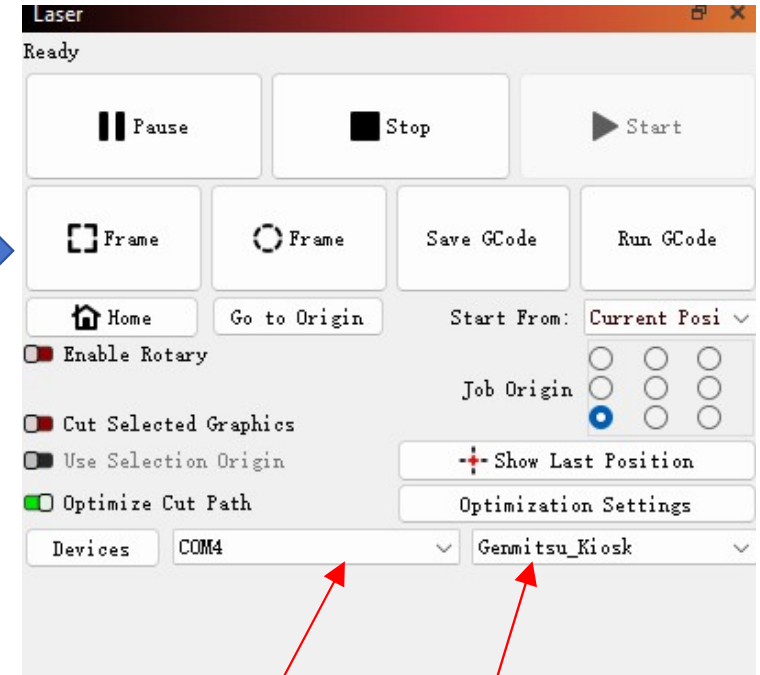 Laser
Ready
Pause Stop Start
Frame Frame Save GCode Run GCode
Home Go to Origin Start From: Current Posi
Enable Rotary
Job Origin
Cut Selected Graphics
Use Selection Origin Show Last Position
Optimize Cut Path Optimization Settings
Devices COM4 Genmitsu_Kiosk